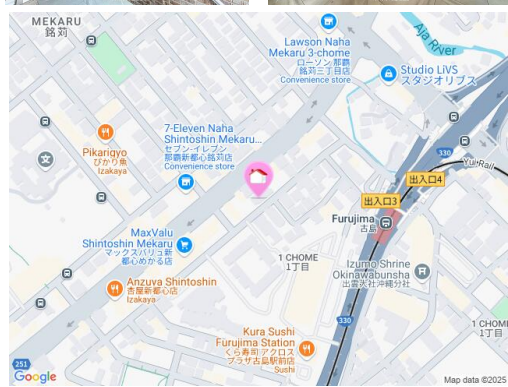 MEKARU
銘苅
Lawson Naha
Mekaru 3-chome
ローソン 那覇
銘苅三丁目店
Convenience store
Aja River
Studio LiVS
スタジオリブス
7-Eleven Naha
Shintoshin Mekaru...
セブン-イレブン
那覇新都心銘苅店
Convenience store
Pikariqyo
ぴかり魚
Izakaya
330
Yui Rail
出入口4
出入口3
Furujima
古島
MaxValu
Shintoshin Mekaru
マックスバリュ新
都心めかる店
1 CHOME
1丁目
Izumo Shrine
Okinawabunsha
出雲大社沖縄分社
Anzuya Shintoshin
杏屋新都心店
Izakaya
330
1 CHOME
1丁目
Kura Sushi
Furujima Station
くら寿司 アクロス
プラザ古島駅前店
Sushi
251
Google
Map data ©2025